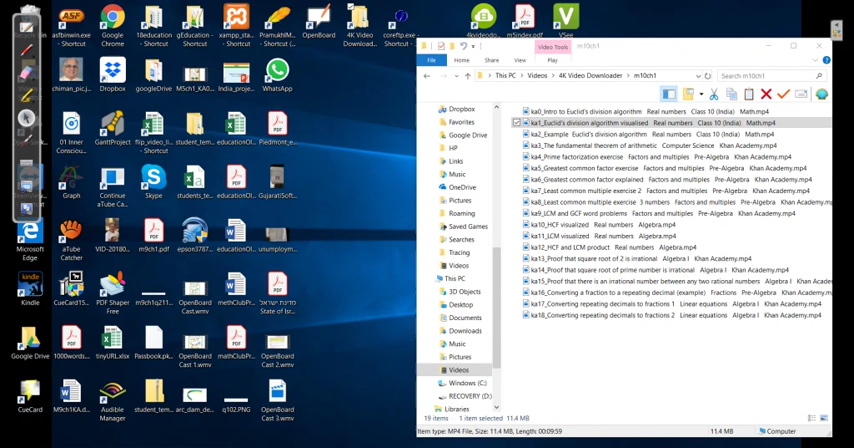 asfbinwin.exe - Shortcut
Google Chrome
18education - Shortcut
gEducation - Shortcut
xampp_start - Shortcut
PramukhIM... - Shortcut
OpenBoard
4K Video Download...
coreftp.exe - Shortcut
4kvideodo...
m5index.pdf
VSee
chiman_pic.j...
Dropbox
googleDrive
M5ch1_KA0...
India_projе...
WhatsApp
01 Inner Conscious...
GanttProject
flip_video_li... - Shortcut
student_tem...
Piedmont_e...
Graph
Continue aTube Ca...
Skype
students_te...
educationOl...
GujaratiSoft...
Microsoft Edge
aTube Catcher
VID-20180...
m9ch1.pdf
epson3787...
educationOl...
unemploym...
Kindle
CueCard15...
PDF Shaper Free
m9ch1q211...
OpenBoard Cast.wmv
methClubPr...
State of Isr...
Google Drive
1000words...
tinyURL.xlsx
Passbook.p...
OpenBoard Cast 1.wmv
mathClubPr...
OpenBoard Cast 2.wmv
CueCard
M9ch1KA.d...
Audible Manager
student_tem...
arc_dam_de...
q102.PNG
OpenBoard Cast 3.wmv
Video Tools
m10ch1
File Home Share View Play
This PC > Videos > 4K Video Downloader > m10ch1
Search m10ch1
Dropbox
Favorites
Google Drive
HP
Links
Music
OneDrive
Pictures
Roaming
Saved Games
Searches
Tracing
Videos
This PC
3D Objects
Desktop
Documents
Downloads
Music
Pictures
Videos
Windows (C:)
RECOVERY (D:)
Libraries
ka0_Intro to Euclid's division algorithm Real numbers Class 10 (India) Math.mp4
ka1_Euclid's division algorithm visualised Real numbers Class 10 (India) Math.mp4
ka2_Example Euclid's division algorithm Real numbers Class 10 (India) Math.mp4
ka3_The fundamental theorem of arithmetic Computer Science Khan Academy.mp4
ka4_Prime factorization exercise Factors and multiples Pre-Algebra Khan Academy.mp4
ka5_Greatest common factor exercise Factors and multiples Pre-Algebra Khan Academy.mp4
ka6_Greatest common factor explained Factors and multiples Pre-Algebra Khan Academy.mp4
ka7_Least common multiple exercise 2 Factors and multiples Pre-Algebra Khan Academy.mp4
ka8_Least common multiple exercise 3 numbers Factors and multiples Pre-Algebra Khan Academy.mp4
ka9_LCM and GCF word problems Factors and multiples Pre-Algebra Khan Academy.mp4
ka10_HCF visualized Real numbers Algebra.mp4
ka11_LCM visualized Real numbers Algebra.mp4
ka12_HCF and LCM product Real numbers Algebra.mp4
ka13_Proof that square root of 2 is irrational Algebra I Khan Academy.mp4
ka14_Proof that square root of prime number is irrational Algebra I Khan Academy.mp4
ka15_Proof that there is an irrational number between any two rational numbers Algebra I Khan
ka16_Converting a fraction to a repeating decimal (example) Fractions Pre-Algebra Khan Academy.mp4
ka17_Converting repeating decimals to fractions 1 Linear equations Algebra I Khan Academy.mp4
ka18_Converting repeating decimals to fractions 2 Linear equations Algebra I Khan Academy.mp4
19 items 1 item selected 11.4 MB
Item type: MP4 File, Size: 11.4 MB, Length: 00:09:59
11.4 MB
Computer